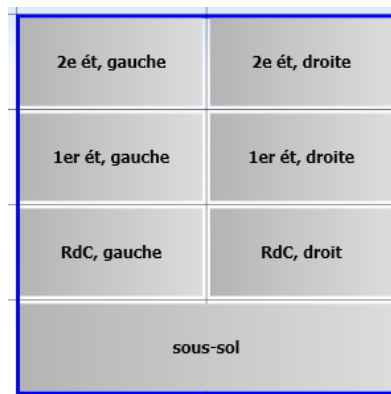 2e ét, gauche
2e ét, droite
1er ét, gauche
1er ét, droite
RdC, gauche
RdC, droit
sous-sol